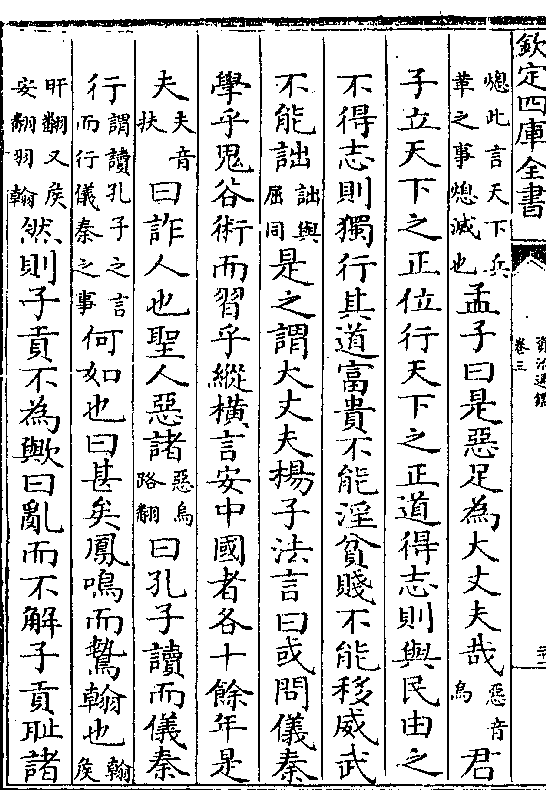 欽定四庫全書
資治通鑑
卷三
熄此言天下兵革之事熄滅也孟子曰是惡足為大丈夫哉惡音烏君
子立天下之正位行天下之正道得志則與民由之
不得志則獨行其道富貴不能淫貧賤不能移威武
不能詘詘與屈同是之謂大丈夫楊子法言曰或問儀秦
學乎鬼谷術而習乎縱橫言安中國者各十餘年是
夫夫音扶曰詐人也聖人惡諸惡烏路翻曰孔子讀而儀秦
行謂讀孔子之言而行儀秦之事何如也曰甚矣鳳鳴而鷙翰也翰侯
旰翻又侯安翻羽翰然則子貢不為歟曰亂而不解子貢恥諸